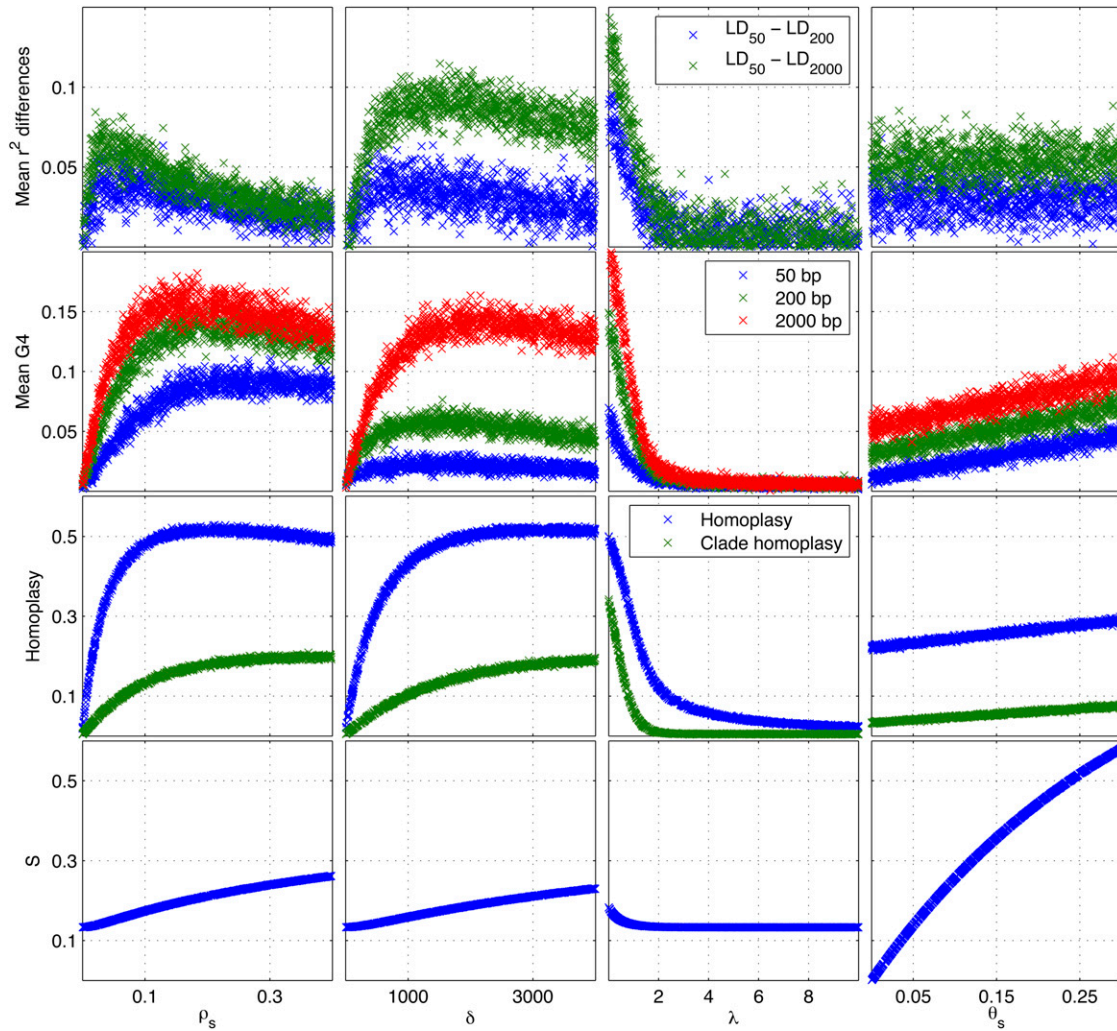 Mean r² differences
0.1
0.05
LD₅₀ − LD₂₀₀
LD₅₀ − LD₂₀₀₀
Mean G4
0.15
0.1
0.05
50 bp
200 bp
2000 bp
Homoplasy
0.5
0.3
0.1
Homoplasy
Clade homoplasy
S
0.5
0.3
0.1
0.1 0.3
1000 3000
2 4 6 8
0.05 0.15 0.25
ρₛ
δ
λ
θₛ